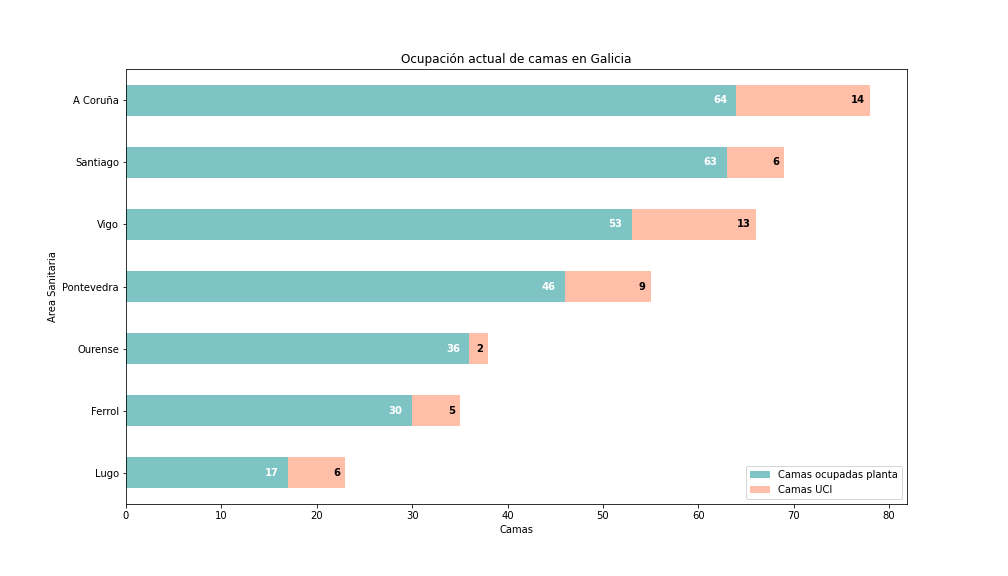 Ocupación actual de camas en Galicia
A Coruña 64 14
Santiago 63 6
Vigo 53 13
Area Sanitaria
Pontevedra 46 9
Ourense 36 2
Ferrol 30 5
Lugo 17 6
Camas ocupadas planta
Camas UCI
0 10 20 30 40 50 60 70 80
Camas